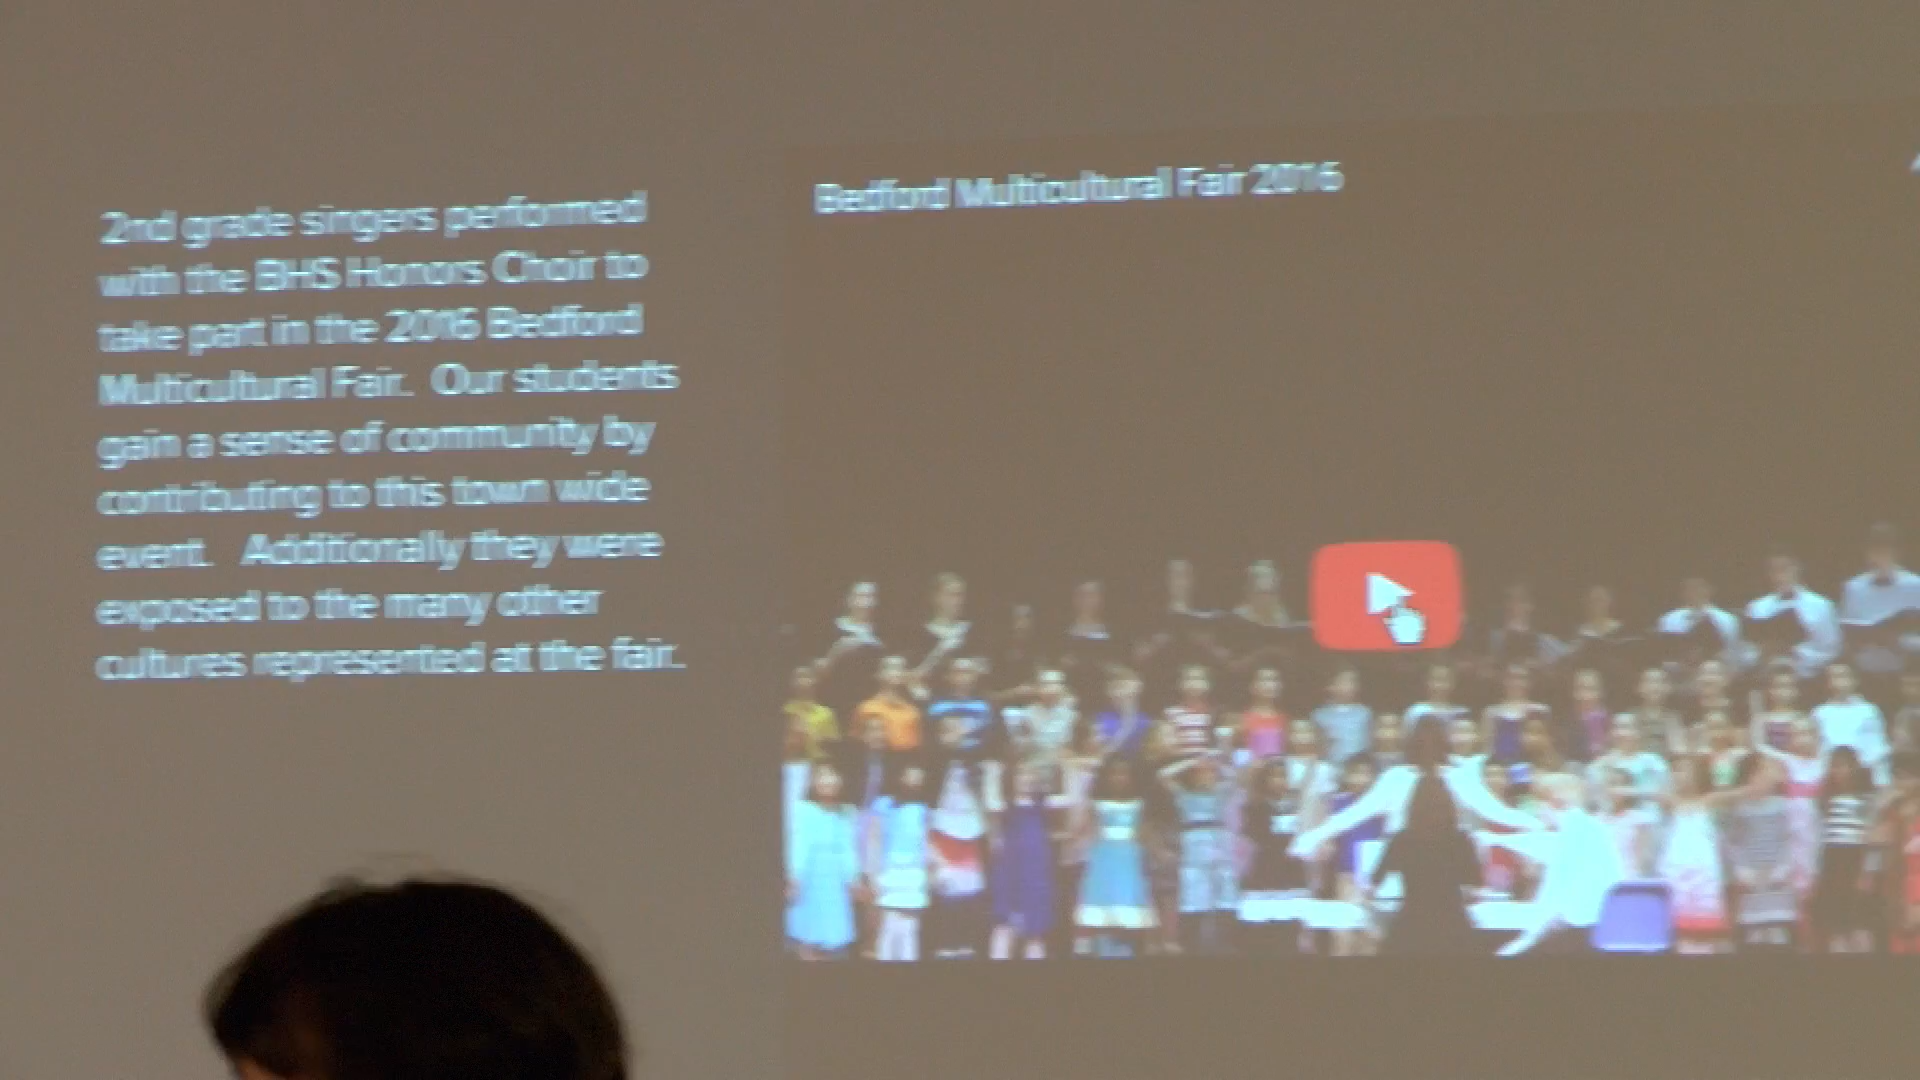 2nd grade singers performed
with the BHS Honors Choir to
take part in the 2016 Bedford
Multicultural Fair.  Our students
gain a sense of community by
contributing to this town wide
event.   Additionally they were
exposed to the many other
cultures represented at the fair.
Bedford Multicultural Fair 2016